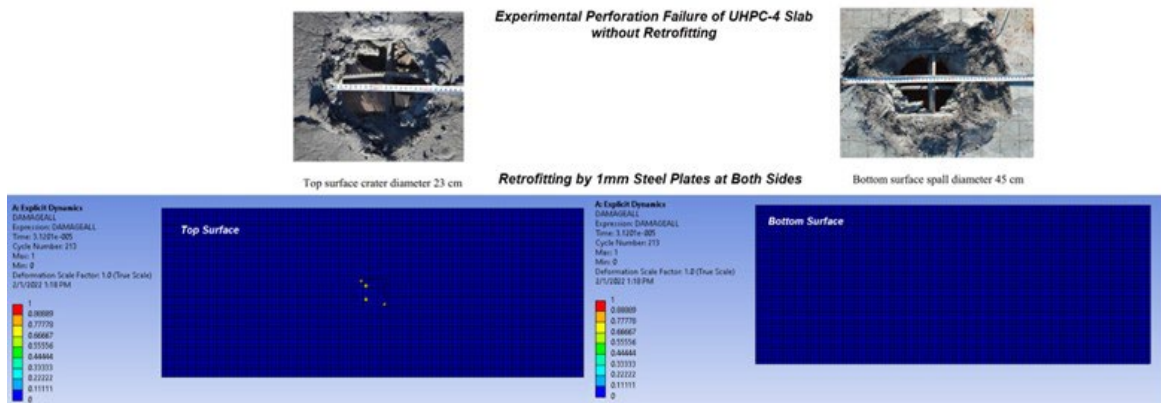 Experimental Perforation Failure of UHPC-4 Slab
without Retrofitting
Top surface crater diameter 23 cm
Retrofitting by 1mm Steel Plates at Both Sides
Bottom surface spall diameter 45 cm
A: Explicit Dynamics
DAMAGEALL
Expression: DAMAGEALL
Time: 3.1201e-005
Cycle Number: 213
Max: 1
Min: 0
Deformation Scale Factor: 1.0 (True Scale)
2/1/2022 1:18 PM
1
0.88889
0.77778
0.66667
0.55556
0.44444
0.33333
0.22222
0.11111
0
Top Surface
A: Explicit Dynamics
DAMAGEALL
Expression: DAMAGEALL
Time: 3.1201e-005
Cycle Number: 213
Max: 1
Min: 0
Deformation Scale Factor: 1.0 (True Scale)
2/1/2022 1:18 PM
1
0.88889
0.77778
0.66667
0.55556
0.44444
0.33333
0.22222
0.11111
0
Bottom Surface